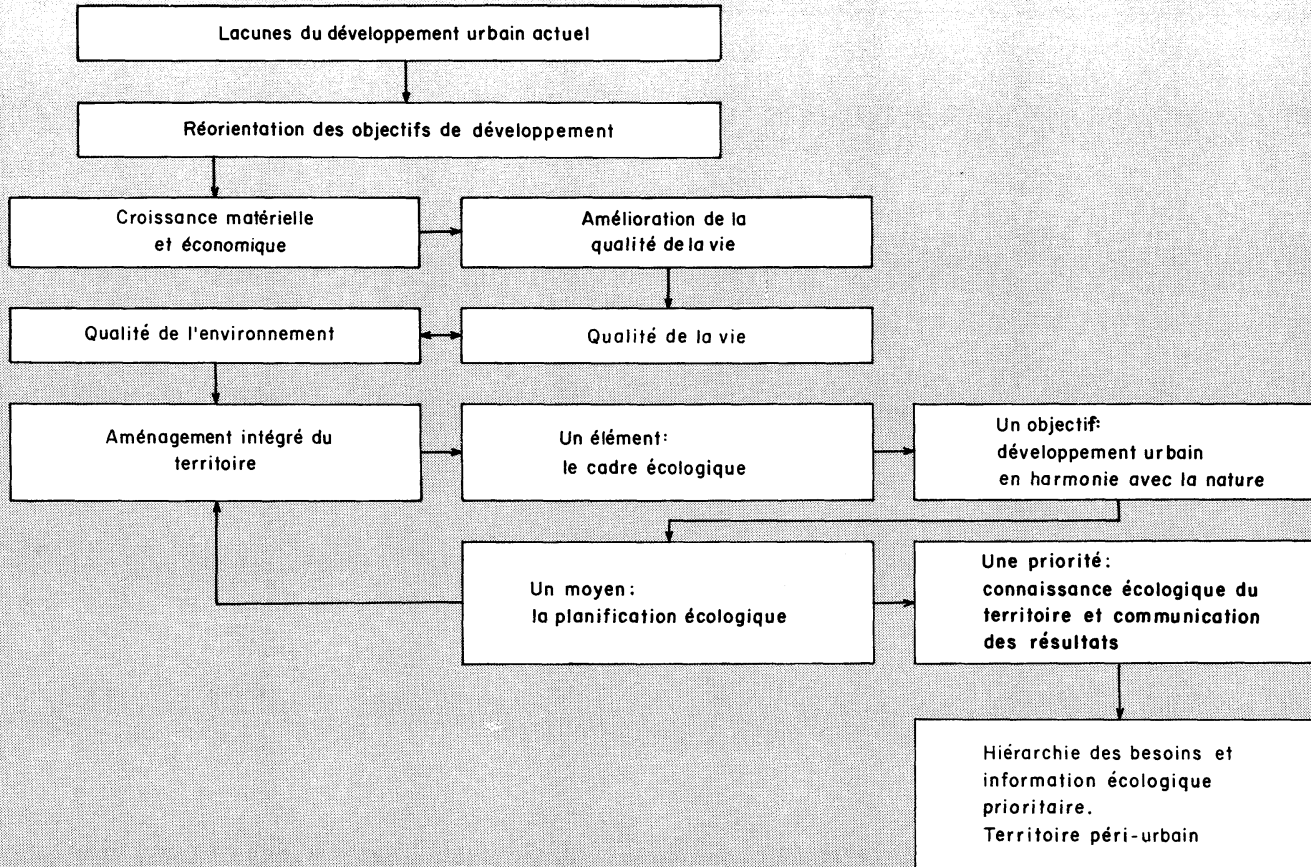 Lacunes du développement urbain actuel
Réorientation des objectifs de développement
Croissance matérielle
et économique
Amélioration de la
qualité de la vie
Qualité de l'environnement
Qualité de la vie
Aménagement intégré du
territoire
Un élément:
le cadre écologique
Un objectif:
développement urbain
en harmonie avec la nature
Un moyen:
la planification écologique
Une priorité:
connaissance écologique du
territoire et communication
des résultats
Hiérarchie des besoins et
information écologique
prioritaire.
Territoire péri-urbain